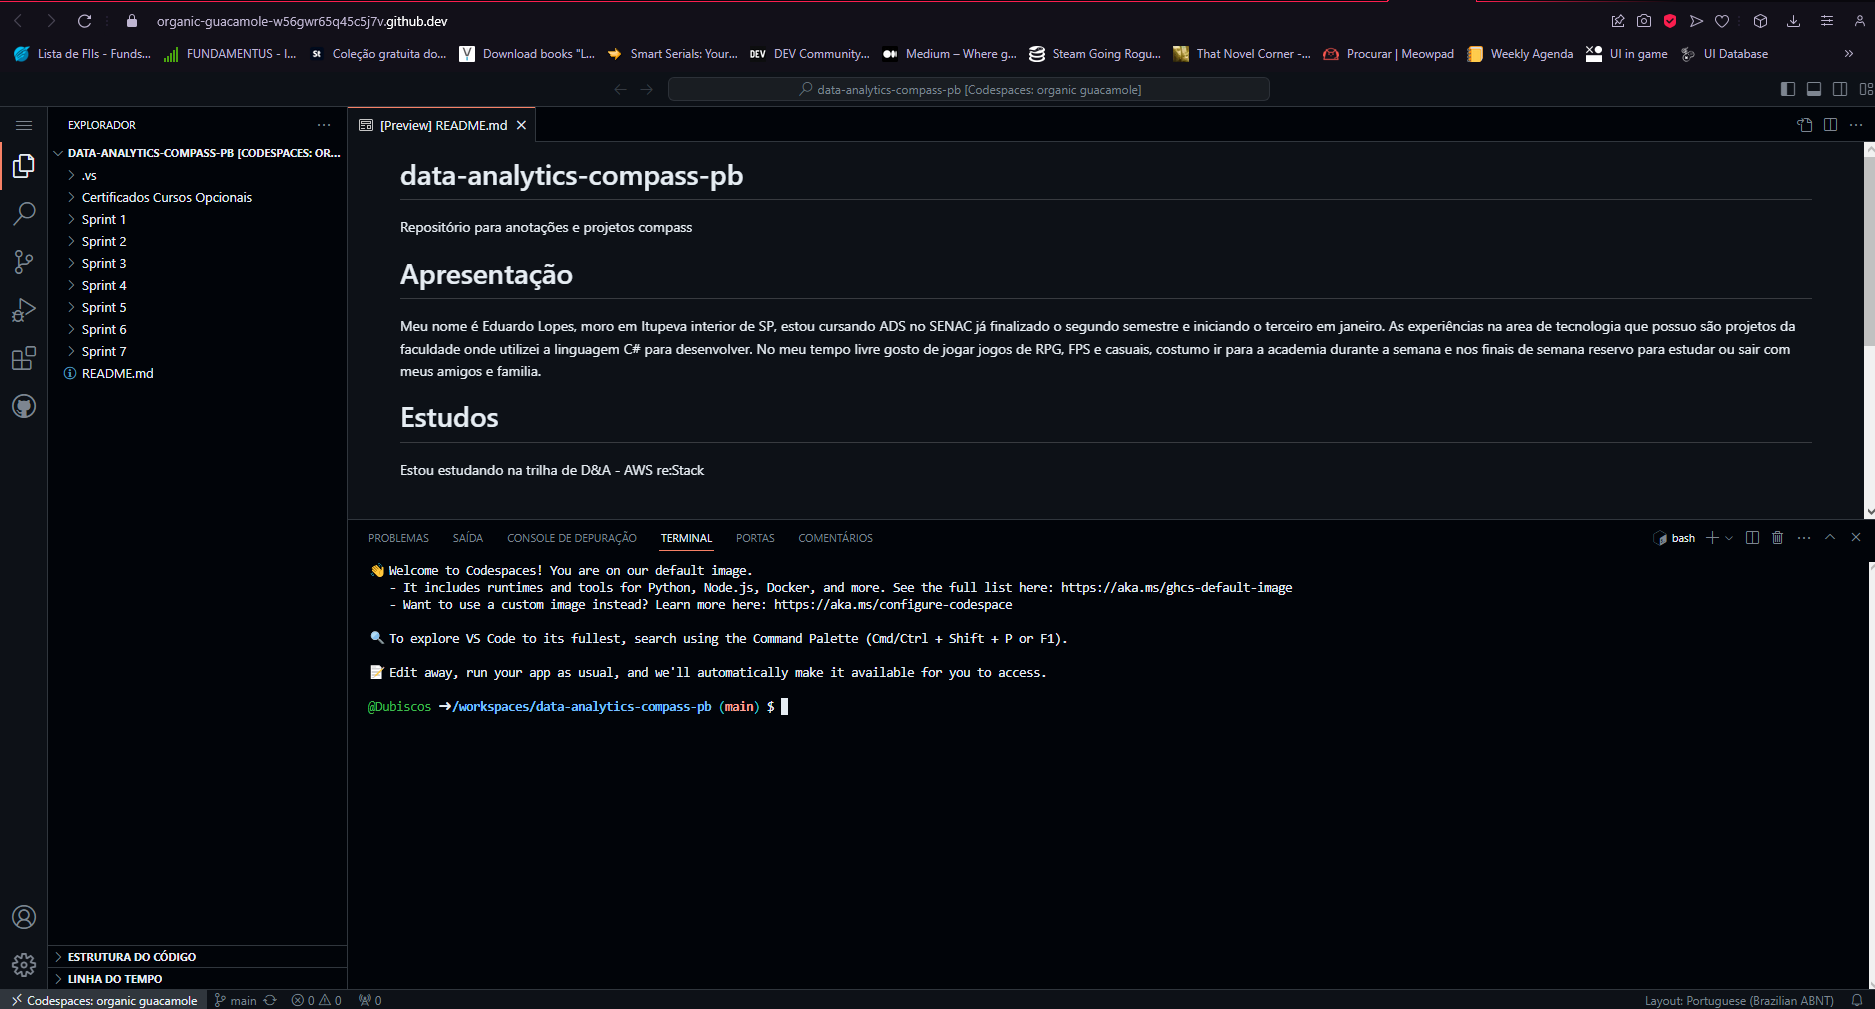 organic-guacamole-w56gwr65q45c5j7v.github.dev
Lista de FIIs - Funds... FUNDAMENTUS - I... St Coleção gratuita do... V Download books "L... Smart Serials: Your... DEV DEV Community... Medium – Where g... Steam Going Rogu... That Novel Corner -... Procurar | Meowpad Weekly Agenda UI in game UI Database »
data-analytics-compass-pb [Codespaces: organic guacamole]
EXPLORADOR
DATA-ANALYTICS-COMPASS-PB [CODESPACES: OR...
.vs
Certificados Cursos Opcionais
Sprint 1
Sprint 2
Sprint 3
Sprint 4
Sprint 5
Sprint 6
Sprint 7
README.md
ESTRUTURA DO CÓDIGO
LINHA DO TEMPO
[Preview] README.md
data-analytics-compass-pb
Repositório para anotações e projetos compass
Apresentação
Meu nome é Eduardo Lopes, moro em Itupeva interior de SP, estou cursando ADS no SENAC já finalizado o segundo semestre e iniciando o terceiro em janeiro. As experiências na area de tecnologia que possuo são projetos da
faculdade onde utilizei a linguagem C# para desenvolver. No meu tempo livre gosto de jogar jogos de RPG, FPS e casuais, costumo ir para a academia durante a semana e nos finais de semana reservo para estudar ou sair com
meus amigos e familia.
Estudos
Estou estudando na trilha de D&A - AWS re:Stack
PROBLEMAS SAÍDA CONSOLE DE DEPURAÇÃO TERMINAL PORTAS COMENTÁRIOS bash
👋 Welcome to Codespaces! You are on our default image.
- It includes runtimes and tools for Python, Node.js, Docker, and more. See the full list here: https://aka.ms/ghcs-default-image
- Want to use a custom image instead? Learn more here: https://aka.ms/configure-codespace
🔍 To explore VS Code to its fullest, search using the Command Palette (Cmd/Ctrl + Shift + P or F1).
📝 Edit away, run your app as usual, and we'll automatically make it available for you to access.
@Dubiscos ➜/workspaces/data-analytics-compass-pb (main) $
Codespaces: organic guacamole main 0 0 0 Layout: Portuguese (Brazilian ABNT)